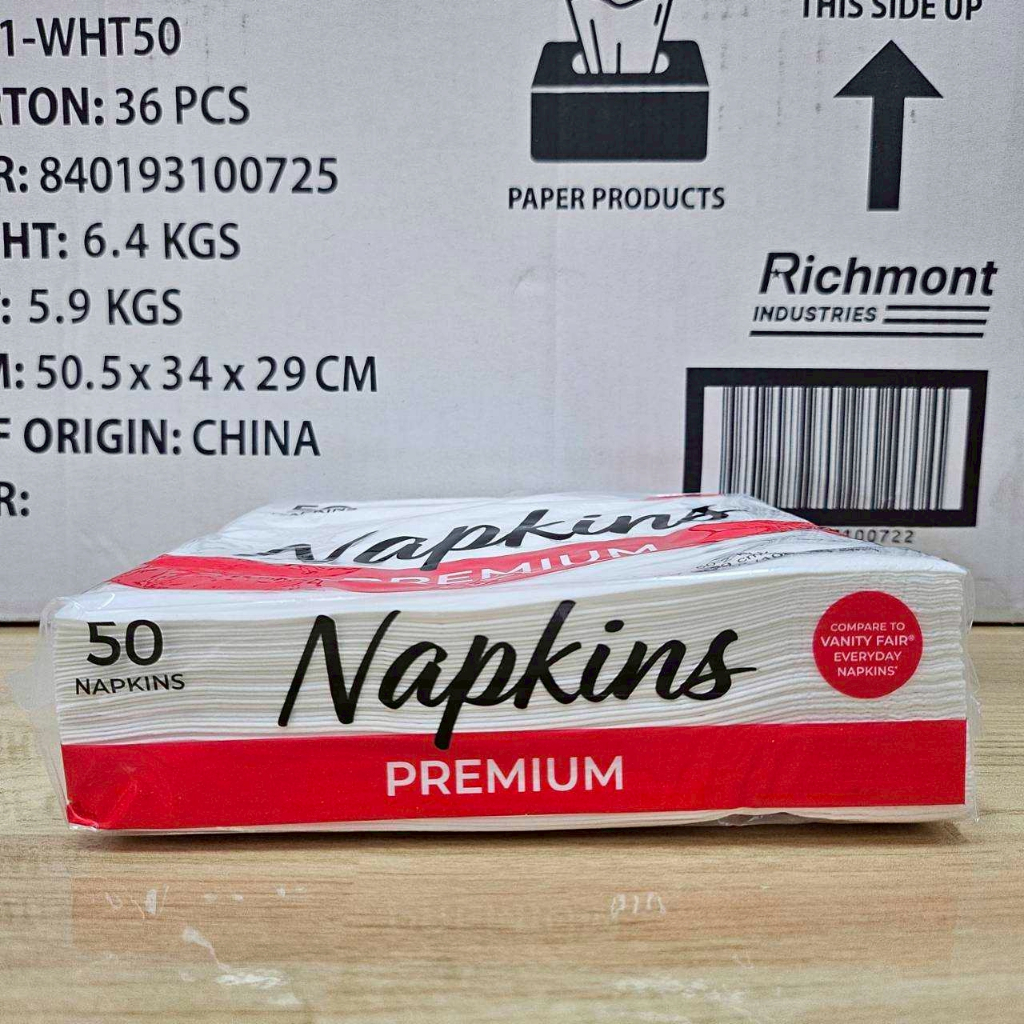 1-WHT50
RTON: 36 PCS
R: 840193100725
HT: 6.4 KGS
: 5.9 KGS
M: 50.5 x 34 x 29 CM
F ORIGIN: CHINA
R:
THIS SIDE UP
PAPER PRODUCTS
Richmont
INDUSTRIES
100722
NAPKINS
Napkins
PREMIUM
50
NAPKINS
Napkins
PREMIUM
COMPARE TO
VANITY FAIR®
EVERYDAY
NAPKINS*